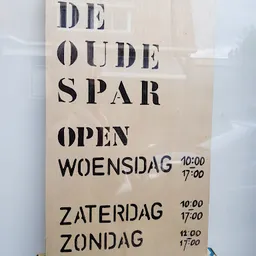 DE
OUDE
SPAR
OPEN
WOENSDAG 10:00
17:00
ZATERDAG 10:00
17:00
ZONDAG 12:00
17:00